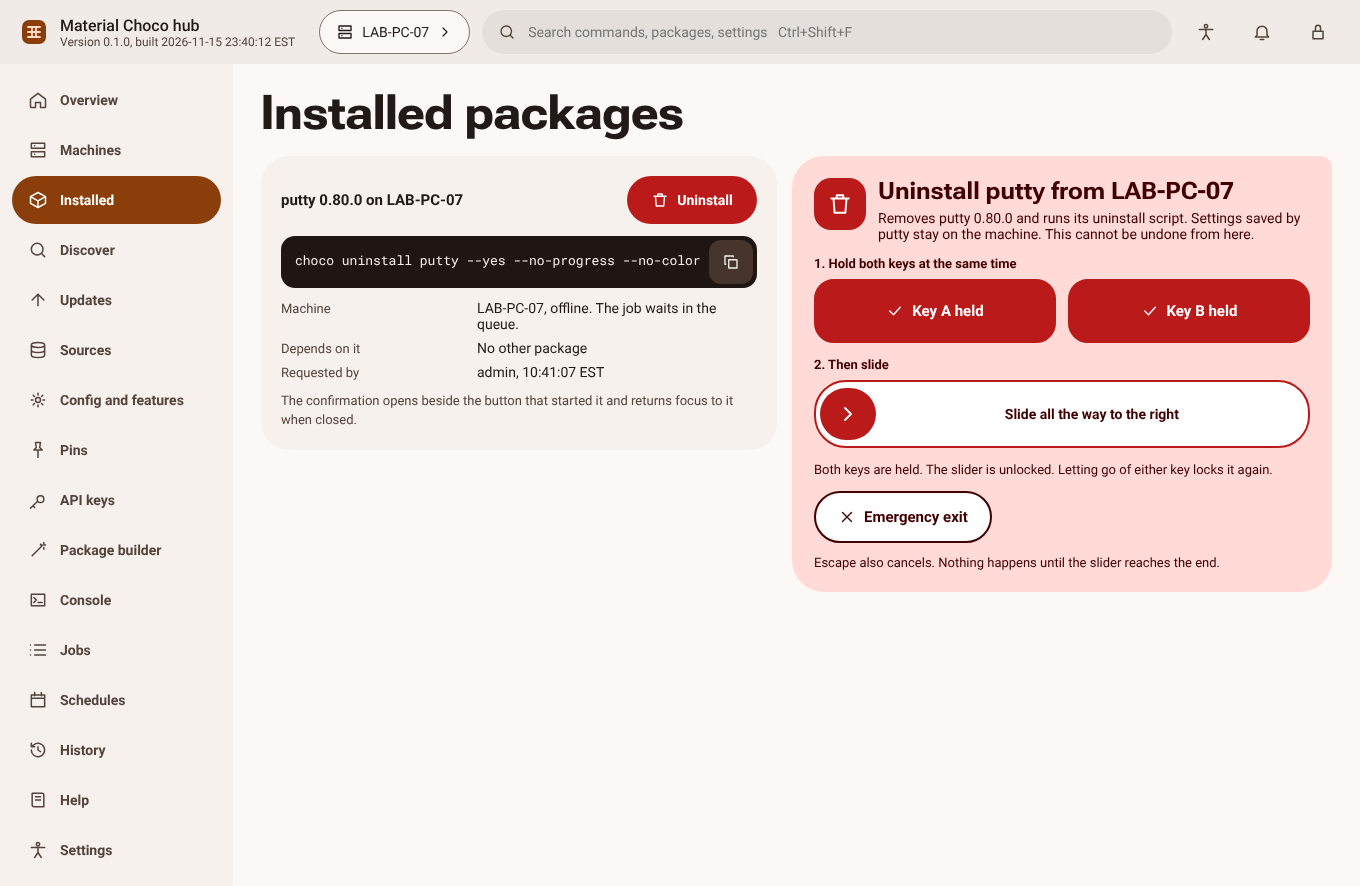 Material Choco hub
Version 0.1.0, built 2026-11-15 23:40:12 EST
LAB-PC-07
Search commands, packages, settings Ctrl+Shift+F
Overview
Machines
Installed
Discover
Updates
Sources
Config and features
Pins
API keys
Package builder
Console
Jobs
Schedules
History
Help
Settings
Installed packages
putty 0.80.0 on LAB-PC-07
Uninstall
choco uninstall putty --yes --no-progress --no-color
Machine
LAB-PC-07, offline. The job waits in the
queue.
Depends on it
No other package
Requested by
admin, 10:41:07 EST
The confirmation opens beside the button that started it and returns focus to it
when closed.
Uninstall putty from LAB-PC-07
Removes putty 0.80.0 and runs its uninstall script. Settings saved by
putty stay on the machine. This cannot be undone from here.
1. Hold both keys at the same time
Key A held
Key B held
2. Then slide
Slide all the way to the right
Both keys are held. The slider is unlocked. Letting go of either key locks it again.
Emergency exit
Escape also cancels. Nothing happens until the slider reaches the end.